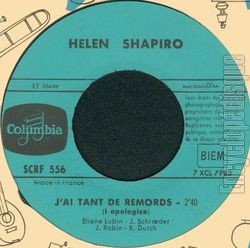 HELEN SHAPIRO
45 tours
microsillon
Columbia
SCRF 556
Made in France
BIEM
7 XCL 7983
J'AI TANT DE REMORDS - 2'40
(I apologise)
Eliane Lubin - J. Schrœder
J. Robin - R. Dutch